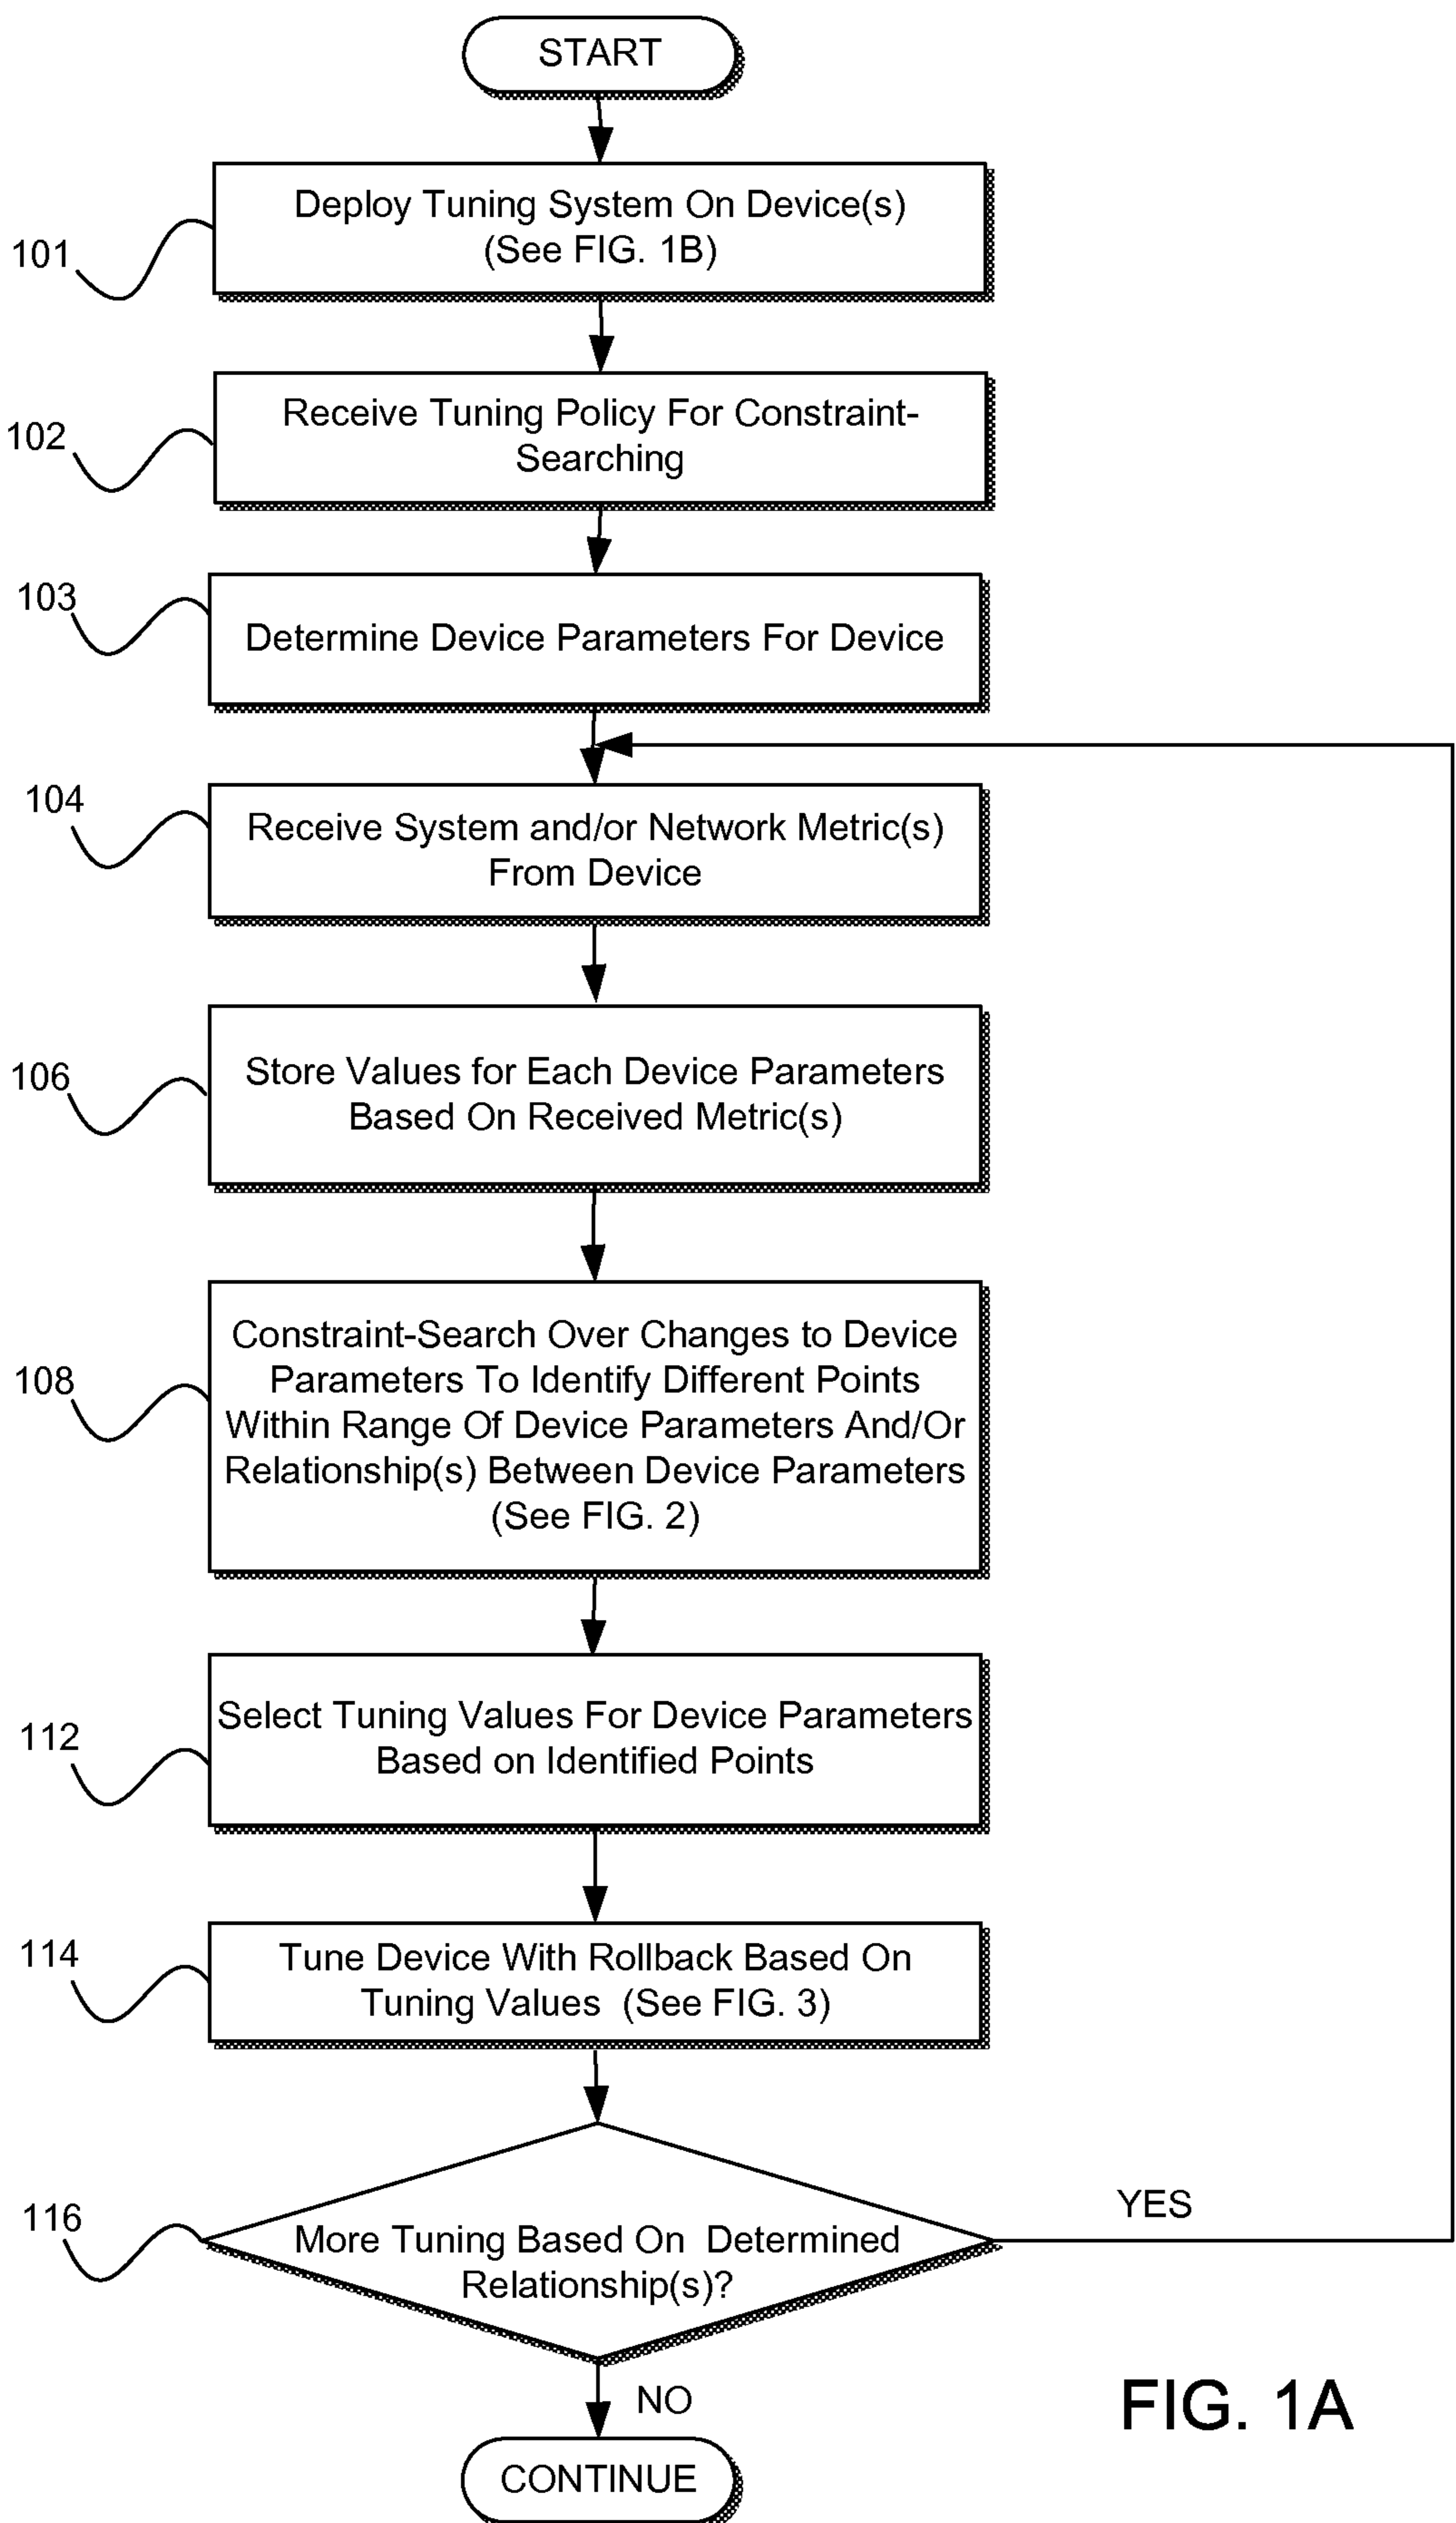 START
101
Deploy Tuning System On Device(s)
(See FIG. 1B)
102
Receive Tuning Policy For Constraint-
Searching
103
Determine Device Parameters For Device
104
Receive System and/or Network Metric(s)
From Device
106
Store Values for Each Device Parameters
Based On Received Metric(s)
108
Constraint-Search Over Changes to Device
Parameters To Identify Different Points
Within Range Of Device Parameters And/Or
Relationship(s) Between Device Parameters
(See FIG. 2)
112
Select Tuning Values For Device Parameters
Based on Identified Points
114
Tune Device With Rollback Based On
Tuning Values (See FIG. 3)
116
More Tuning Based On Determined
Relationship(s)?
YES
NO
CONTINUE
FIG. 1A